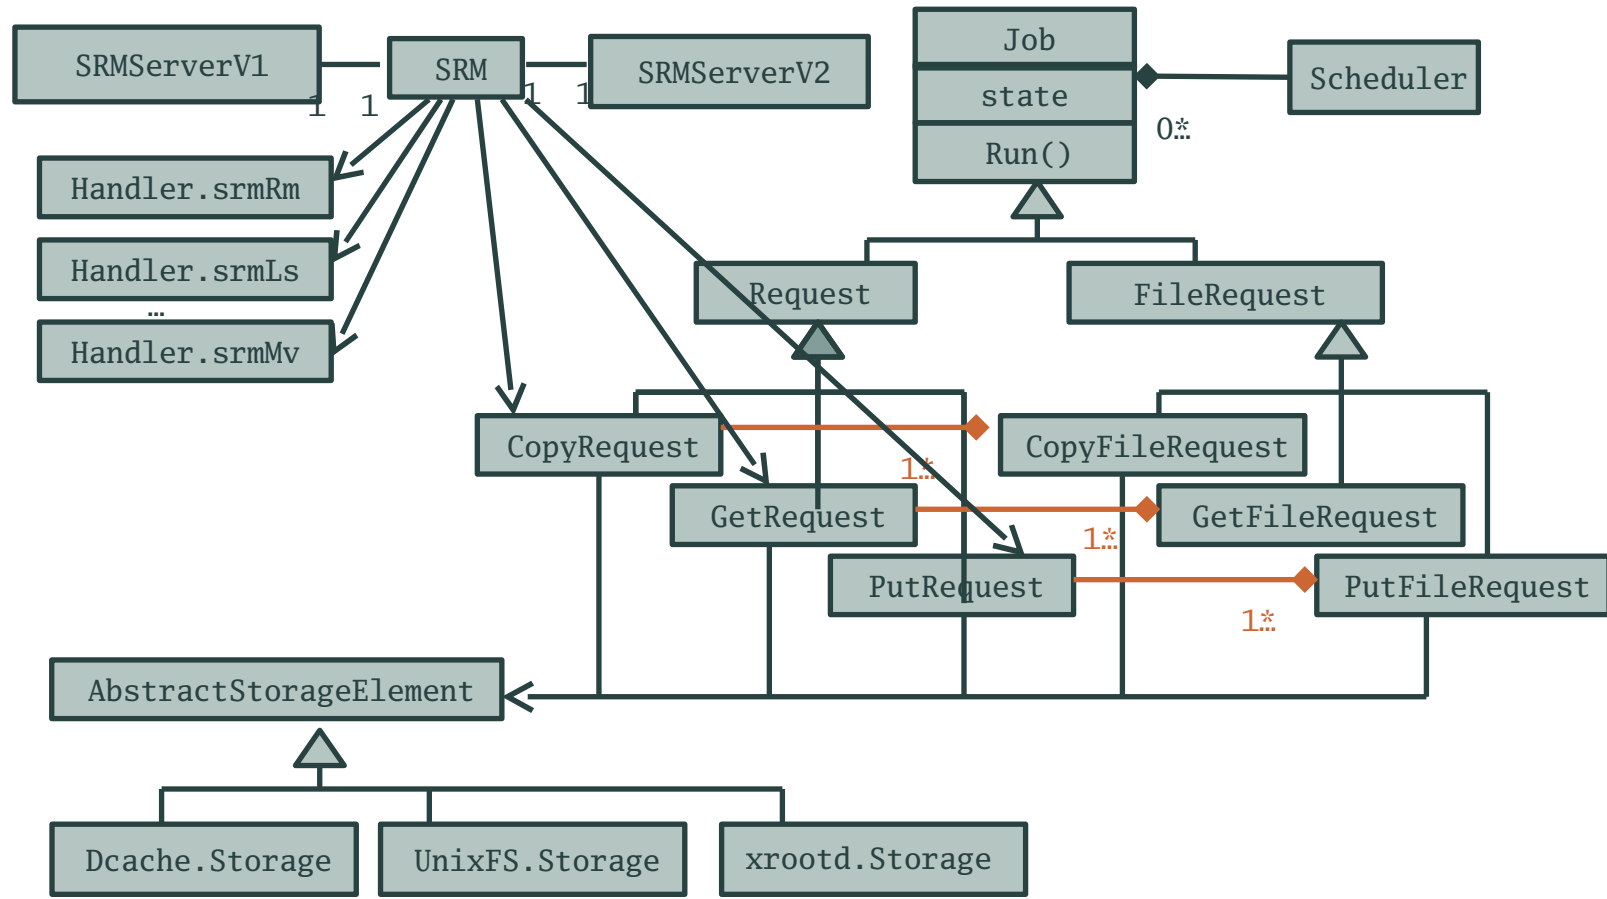 SRMServerV1
SRM
SRMServerV2
1
1
1
1
Job
state
Run()
Scheduler
0…*
Handler.srmRm
Handler.srmLs
…
Handler.srmMv
Request
FileRequest
CopyRequest
CopyFileRequest
1…*
GetRequest
GetFileRequest
1…*
PutRequest
PutFileRequest
1…*
AbstractStorageElement
Dcache.Storage
UnixFS.Storage
xrootd.Storage